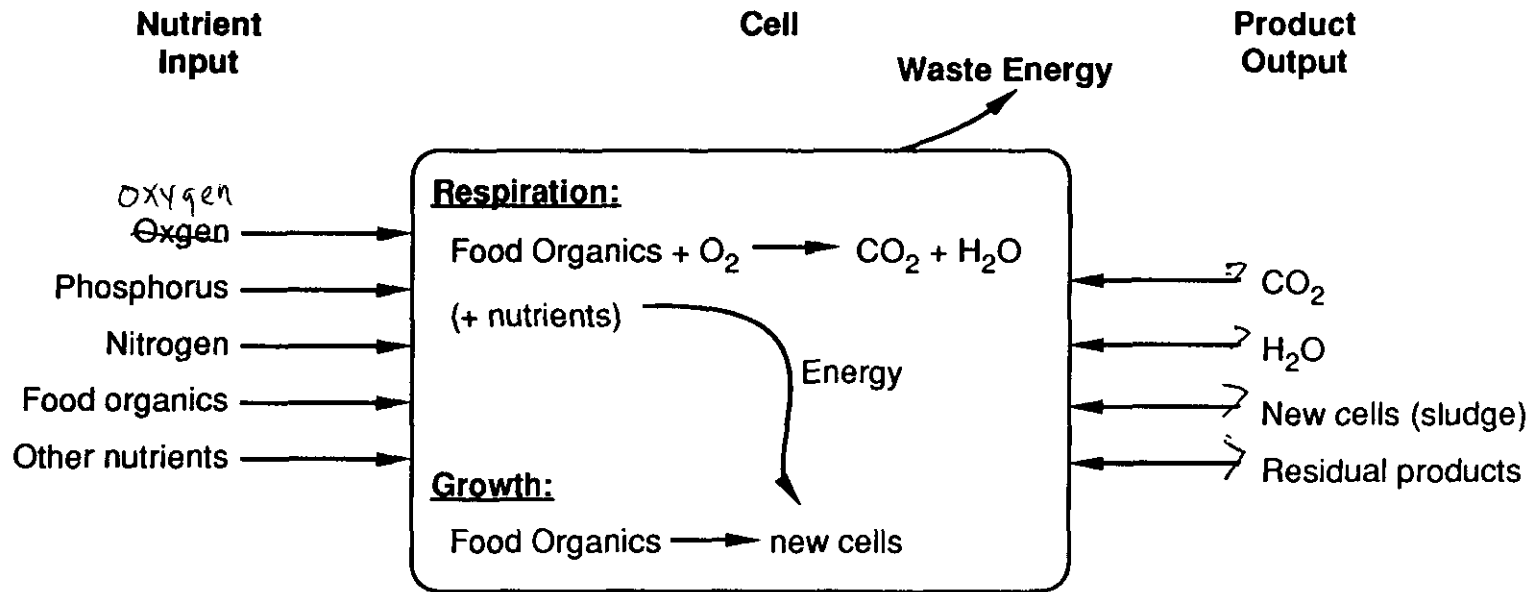 Nutrient
Input
Cell
Product
Output
Waste Energy
oxygen
Oxgen
Phosphorus
Nitrogen
Food organics
Other nutrients
Respiration:
Food Organics + O₂ → CO₂ + H₂O
(+ nutrients)
Energy
Growth:
Food Organics → new cells
CO₂
H₂O
New cells (sludge)
Residual products